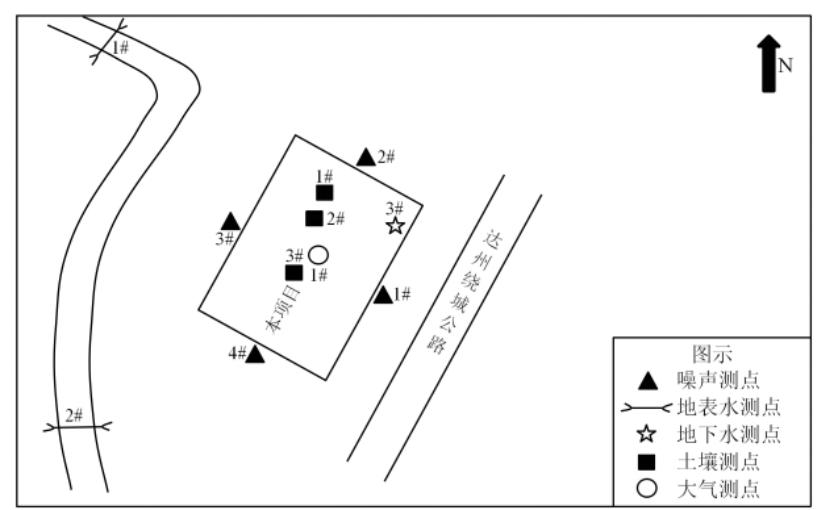 1#
N
2#
1#
2#
3#
3#
3#
1#
1#
本项目
4#
2#
达州绕城公路
图示
噪声测点
地表水测点
地下水测点
土壤测点
大气测点